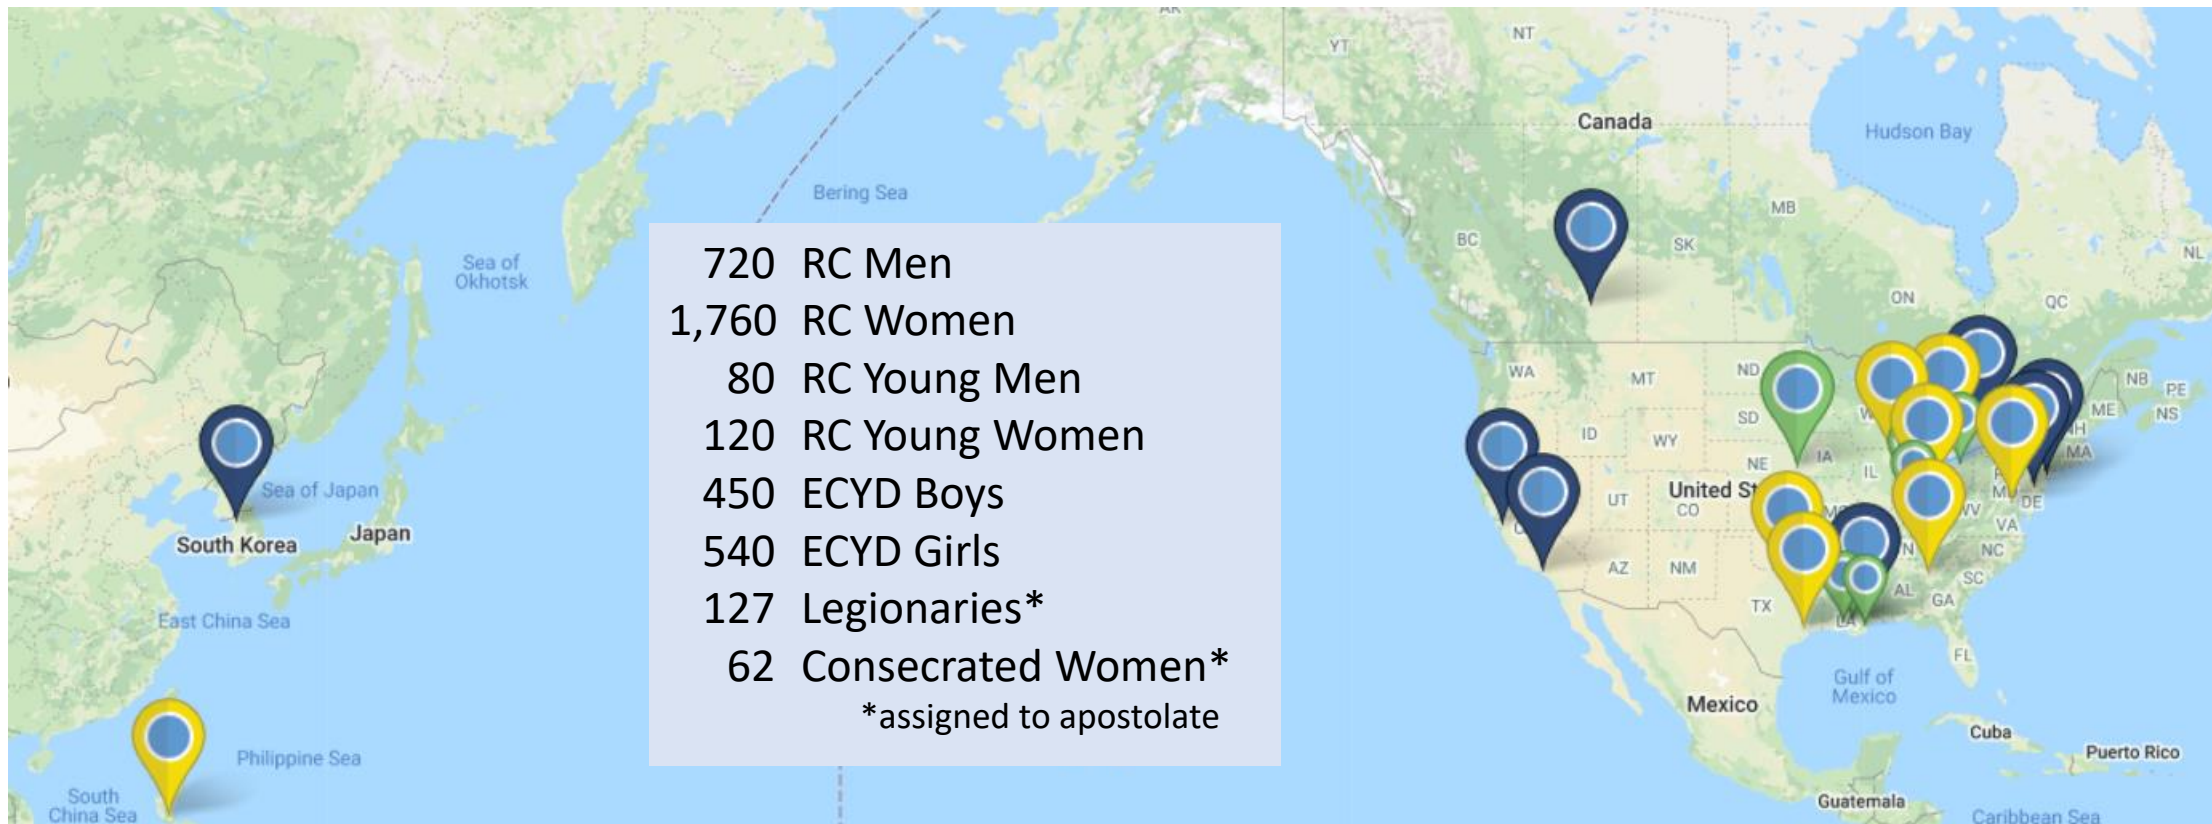 AK
NT
YT
Canada
Hudson Bay
Bering Sea
MB
BC
SK
NL
Sea of
Okhotsk
ON
QC
720 RC Men
1,760 RC Women
80 RC Young Men
120 RC Young Women
450 ECYD Boys
540 ECYD Girls
127 Legionaries*
62 Consecrated Women*
*assigned to apostolate
WA
MT
ND
NB
PE
ME
NS
SD
ID
WY
NH
MA
NE
IA
IL
Sea of Japan
UT
United St
CO
DE
WV
VA
South Korea
Japan
NC
AZ
NM
SC
AL
GA
TX
LA
East China Sea
FL
Gulf of
Mexico
Mexico
Cuba
Puerto Rico
Philippine Sea
South
China Sea
Guatemala
Caribbean Sea